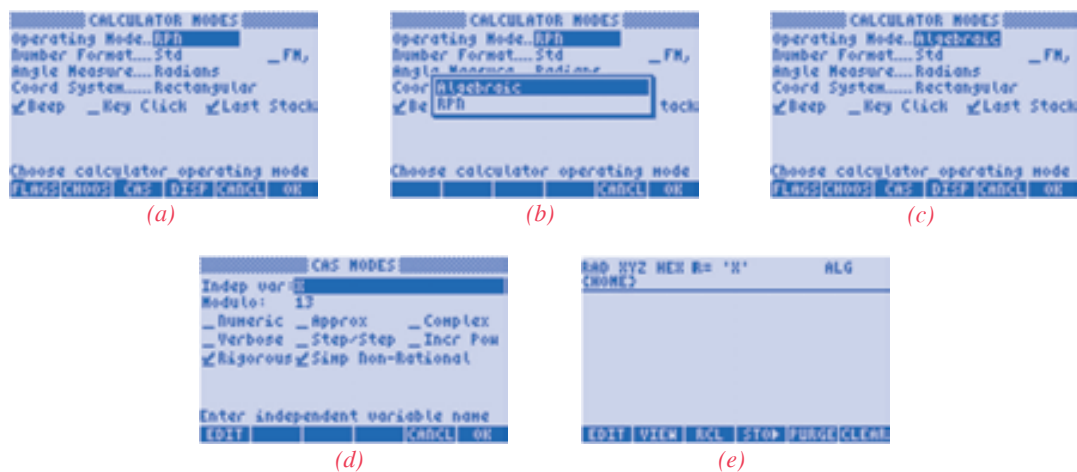 CALCULATOR MODES
Operating Mode..RPN
Number Format....Std _FM,
Angle Measure....Radians
Coord System......Rectangular
✓Beep _Key Click ✓Last Stack
Choose calculator operating mode
FLAGS CHOOS CAS DISP CANCL OK
(a)
CALCULATOR MODES
Operating Mode..RPN
Number Format....Std _FM,
Angle Measure....Radians
Coor Algebraic
✓Be RPN tack
Choose calculator operating mode
CANCL OK
(b)
CALCULATOR MODES
Operating Mode..Algebraic
Number Format....Std _FM,
Angle Measure....Radians
Coord System......Rectangular
✓Beep _Key Click ✓Last Stack
Choose calculator operating mode
FLAGS CHOOS CAS DISP CANCL OK
(c)
CAS MODES
Indep var:X
Modulo: 13
_Numeric _Approx _Complex
_Verbose _Step/Step _Incr Pow
✓Rigorous ✓Simp Non-Rational
Enter independent variable name
EDIT CANCL OK
(d)
RAD XYZ HEX R= 'X' ALG
{HOME}
EDIT VIEW RCL STO▶ PURGE CLEAR
(e)